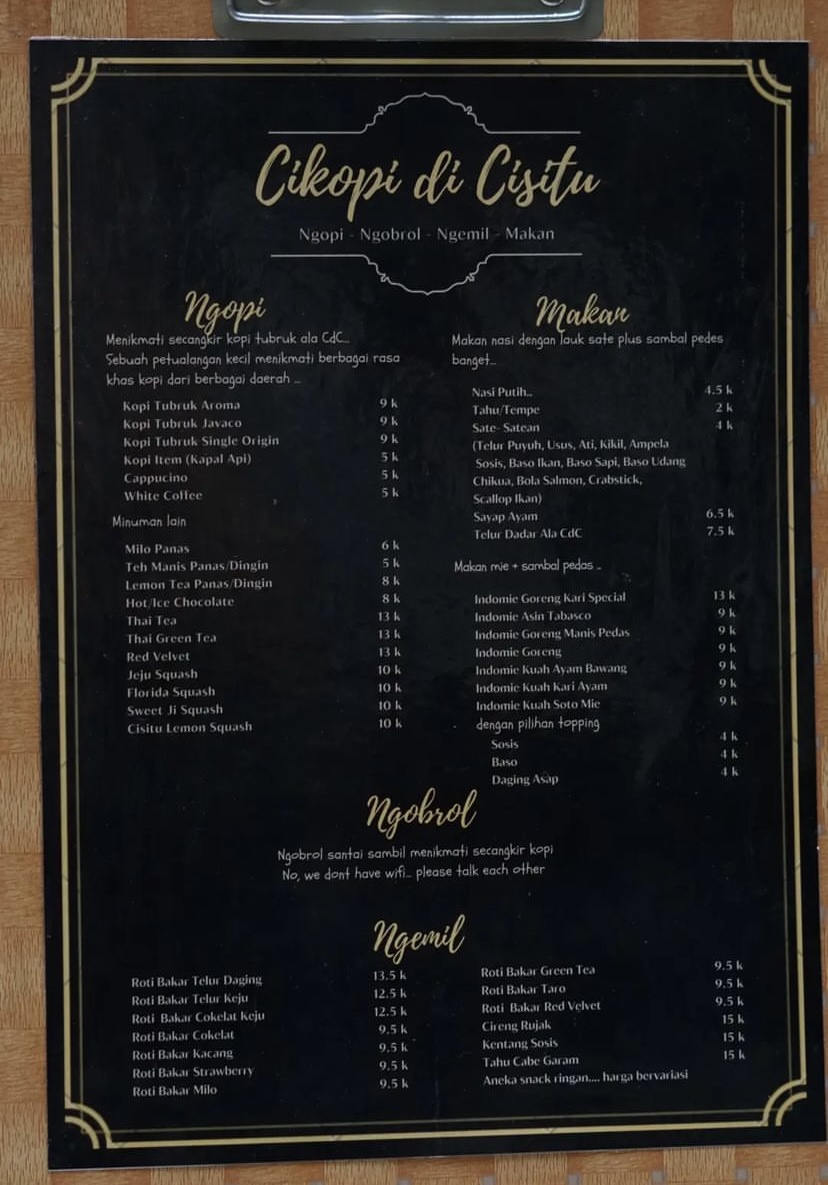 Cikopi di Cisitu
Ngopi - Ngobrol - Ngemil - Makan
Ngopi
Menikmati secangkir kopi tubruk ala CdC...
Sebuah petualangan kecil menikmati berbagai rasa
khas kopi dari berbagai daerah ...
Kopi Tubruk Aroma 9 k
Kopi Tubruk Javaco 9 k
Kopi Tubruk Single Origin 9 k
Kopi Item (Kapal Api) 5 k
Cappucino 5 k
White Coffee 5 k
Minuman lain
Milo Panas 6 k
Teh Manis Panas/Dingin 5 k
Lemon Tea Panas/Dingin 8 k
Hot/Ice Chocolate 8 k
Thai Tea 13 k
Thai Green Tea 13 k
Red Velvet 13 k
Jeju Squash 10 k
Florida Squash 10 k
Sweet Ji Squash 10 k
Cisitu Lemon Squash 10 k
Makan
Makan nasi dengan lauk sate plus sambal pedes
banget...
Nasi Putih... 4.5 k
Tahu/Tempe 2 k
Sate- Satean 4 k
(Telur Puyuh, Usus, Ati, Kikil, Ampela
Sosis, Baso Ikan, Baso Sapi, Baso Udang
Chikua, Bola Salmon, Crabstick,
Scallop Ikan)
Sayap Ayam 6.5 k
Telur Dadar Ala CdC 7.5 k
Makan mie + sambal pedas ..
Indomie Goreng Kari Special 13 k
Indomie Asin Tabasco 9 k
Indomie Goreng Manis Pedas 9 k
Indomie Goreng 9 k
Indomie Kuah Ayam Bawang 9 k
Indomie Kuah Kari Ayam 9 k
Indomie Kuah Soto Mie 9 k
dengan pilihan topping
Sosis 4 k
Baso 4 k
Daging Asap 4 k
Ngobrol
Ngobrol santai sambil menikmati secangkir kopi
No, we dont have wifi... please talk each other
Ngemil
Roti Bakar Telur Daging 13.5 k
Roti Bakar Telur Keju 12.5 k
Roti Bakar Cokelat Keju 12.5 k
Roti Bakar Cokelat 9.5 k
Roti Bakar Kacang 9.5 k
Roti Bakar Strawberry 9.5 k
Roti Bakar Milo 9.5 k
Roti Bakar Green Tea 9.5 k
Roti Bakar Taro 9.5 k
Roti Bakar Red Velvet 9.5 k
Cireng Rujak 15 k
Kentang Sosis 15 k
Tahu Cabe Garam 15 k
Aneka snack ringan.... harga bervariasi